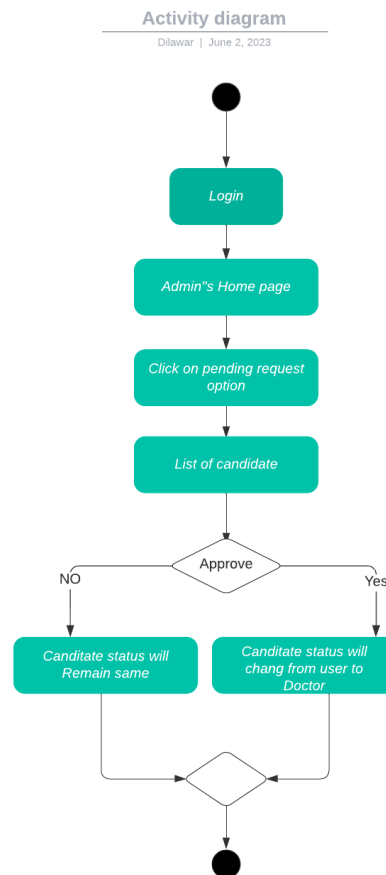 Activity diagram
Dilawar | June 2, 2023
Login
Admin"s Home page
Click on pending request
option
List of candidate
Approve
NO
Yes
Canditate status will
Remain same
Canditate status will
chang from user to
Doctor